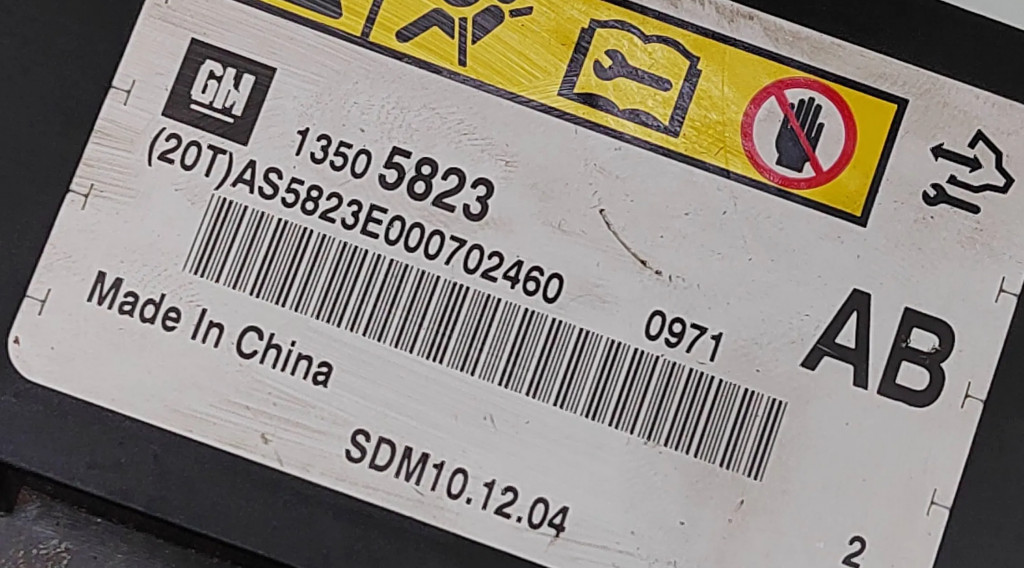 GM
1350 5823
(20T)AS5823E000702460
0971
AB
Made In China
SDM10.12.04
2